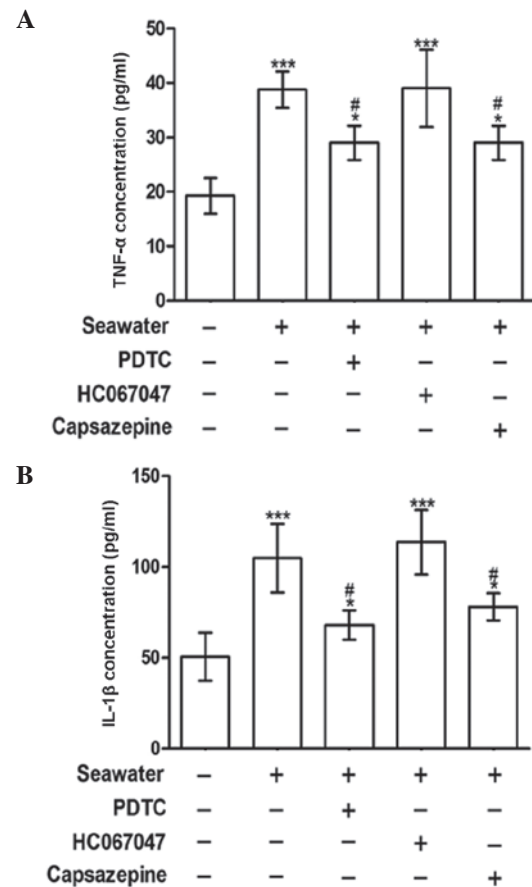 A
TNF-α concentration (pg/ml)
50
40
30
20
10
0
***
#
*
***
#
*
Seawater – + + + +
PDTC – – + – –
HC067047 – – – + –
Capsazepine – – – – +
B
IL-1β concentration (pg/ml)
150
100
50
0
***
#
*
***
#
*
Seawater – + + + +
PDTC – – + – –
HC067047 – – – + –
Capsazepine – – – – +